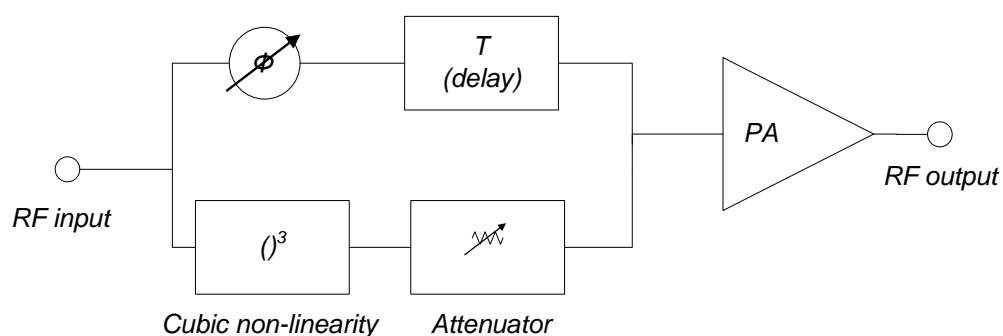 ϕ
T
(delay)
PA
RF input
RF output
()³
Cubic non-linearity
Attenuator